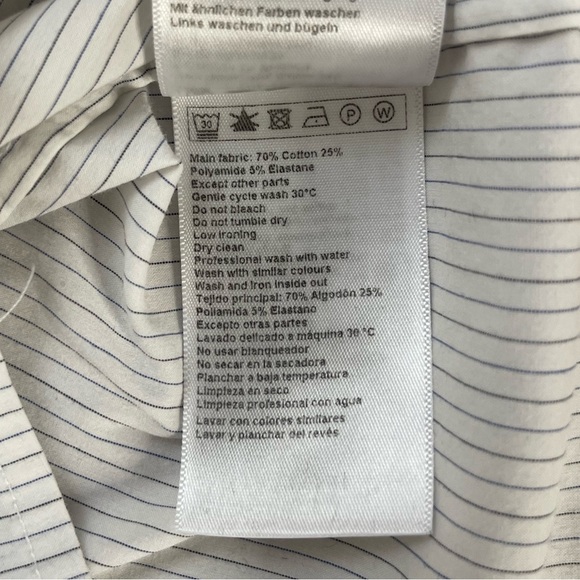 Mit ähnlichen Farben waschen
Links waschen und bügeln
30
P
W
Main fabric: 70% Cotton 25%
Polyamide 5% Elastane
Except other parts
Gentle cycle wash 30°C
Do not bleach
Do not tumble dry
Low ironing
Dry clean
Professional wash with water
Wash with similar colours
Wash and Iron inside out
Tejido principal: 70% Algodón 25%
Poliamida 5% Elastano
Excepto otras partes
Lavado delicado a máquina 30 °C
No usar blanqueador
No secar en la secadora
Planchar a baja temperatura
Limpieza en seco
Limpieza profesional con agua
Lavar con colores similares
Lavar y planchar del revés